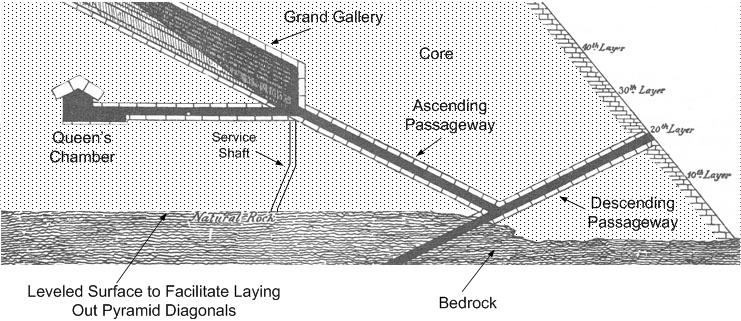 Grand Gallery
Core
40th Layer
30th Layer
20th Layer
10th Layer
Ascending
Passageway
Queen's
Chamber
Service
Shaft
Descending
Passageway
Natural-Rock
Leveled Surface to Facilitate Laying
Out Pyramid Diagonals
Bedrock